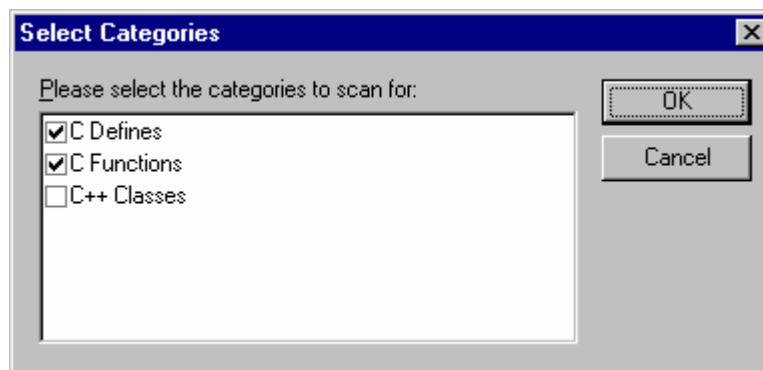 Select Categories
Please select the categories to scan for:
C Defines
C Functions
C++ Classes
OK
Cancel